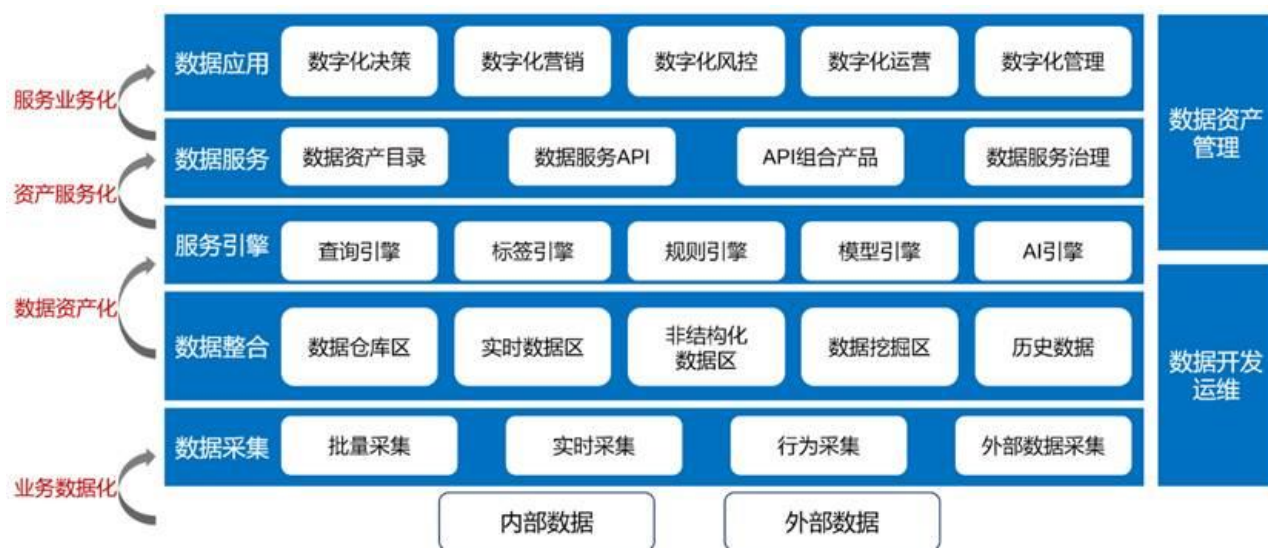 数据应用
数字化决策
数字化营销
数字化风控
数字化运营
数字化管理
服务业务化
数据服务
数据资产目录
数据服务API
API组合产品
数据服务治理
数据资产
管理
资产服务化
服务引擎
查询引擎
标签引擎
规则引擎
模型引擎
AI引擎
数据资产化
数据整合
数据仓库区
实时数据区
非结构化
数据区
数据挖掘区
历史数据
数据开发
运维
数据采集
批量采集
实时采集
行为采集
外部数据采集
业务数据化
内部数据
外部数据